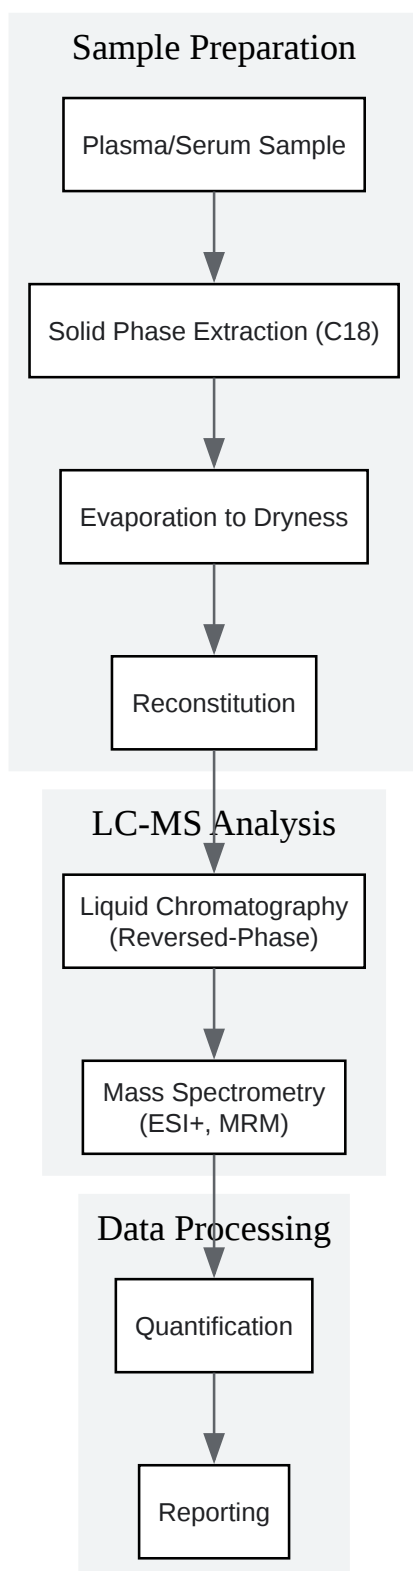 Sample Preparation
Plasma/Serum Sample
Solid Phase Extraction (C18)
Evaporation to Dryness
Reconstitution
LC-MS Analysis
Liquid Chromatography
(Reversed-Phase)
Mass Spectrometry
(ESI+, MRM)
Data Processing
Quantification
Reporting